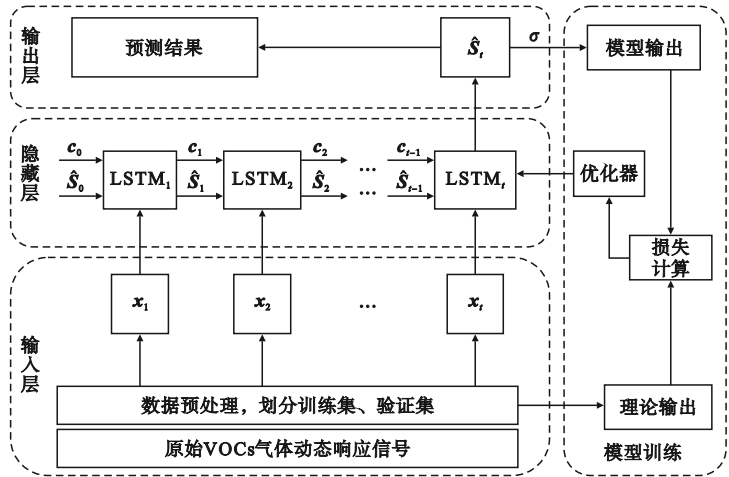 输出层
预测结果
Ŝt
σ
模型输出
隐藏层
c0
Ŝ0
LSTM1
c1
Ŝ1
LSTM2
c2
Ŝ2
...
...
ct−1
Ŝt−1
LSTMt
优化器
损失
计算
输入层
x1
x2
...
xt
数据预处理，划分训练集、验证集
理论输出
原始VOCs气体动态响应信号
模型训练